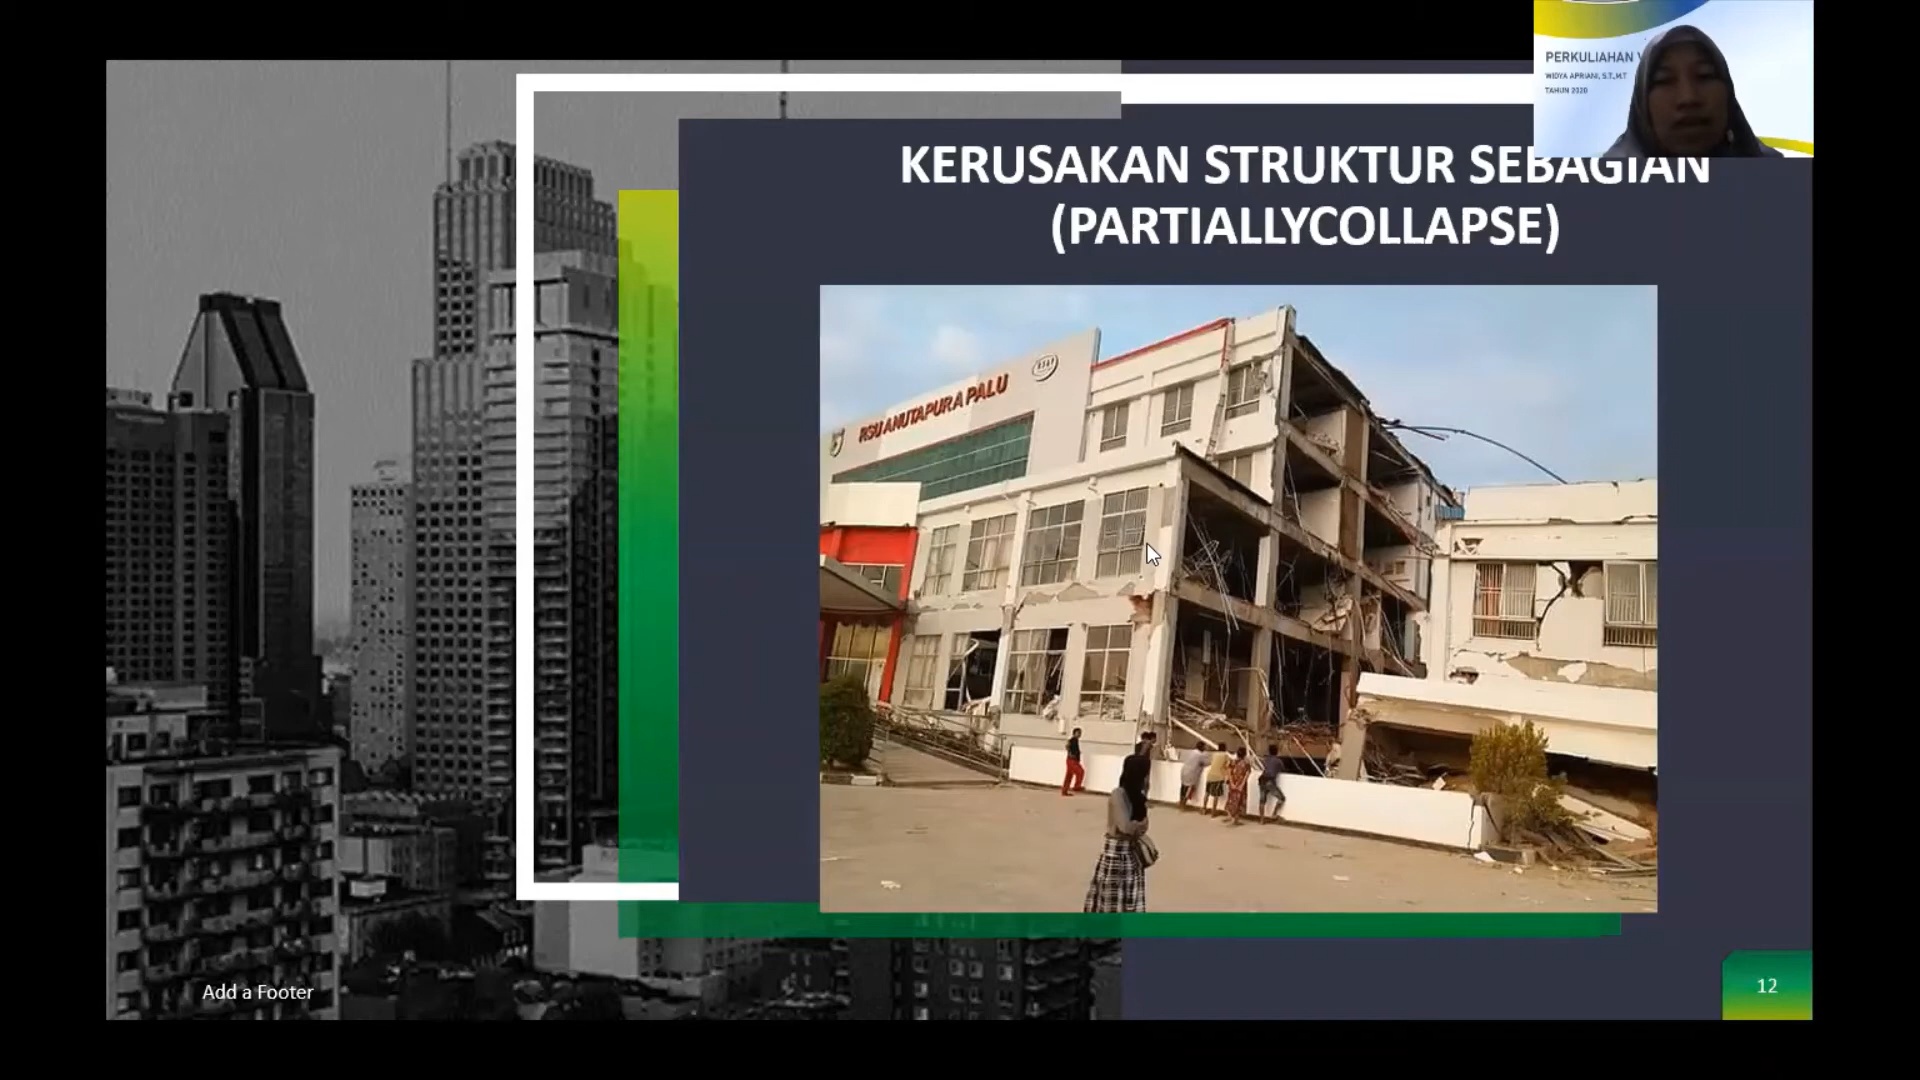 PERKULIAHAN V
WIDYA APRIANI, S.T.,M.T
TAHUN 2020
KERUSAKAN STRUKTUR SEBAGIAN
(PARTIALLYCOLLAPSE)
RSU ANUTAPURA PALU
Add a Footer
12